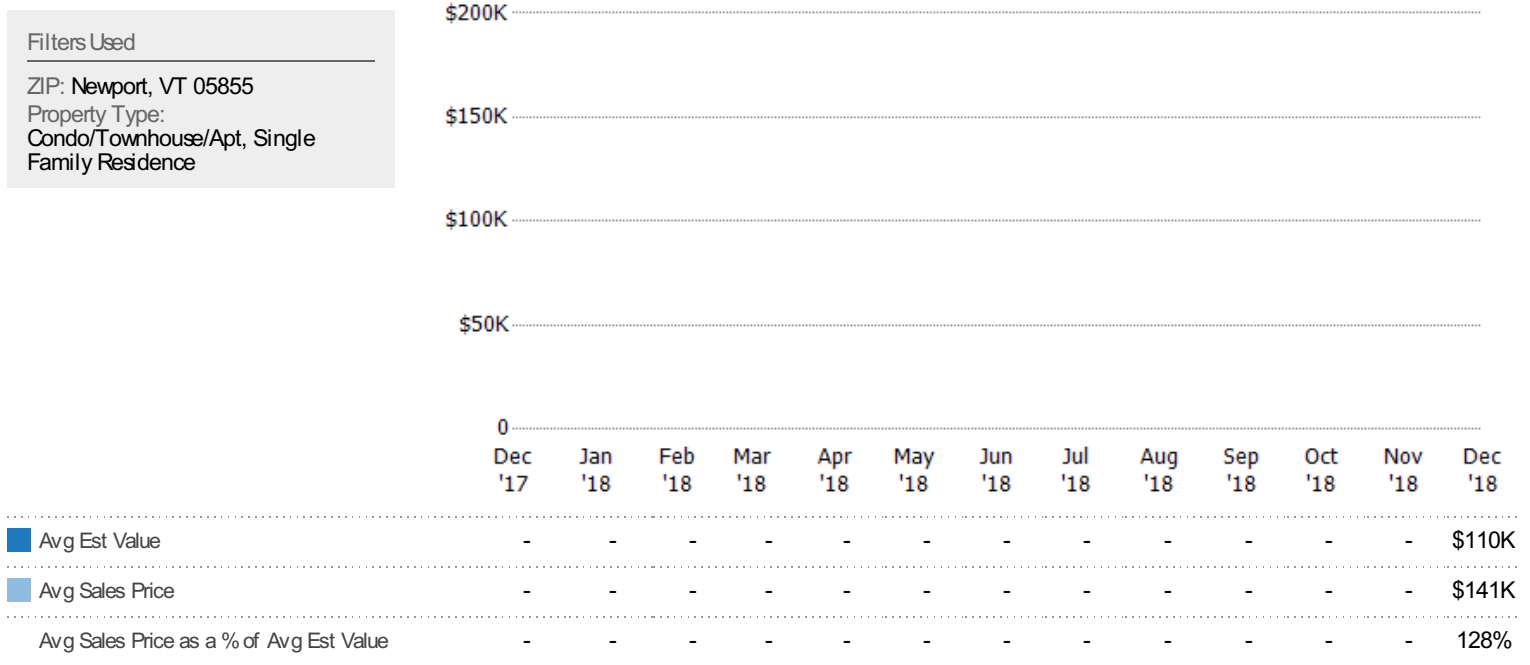 Filters Used
ZIP: Newport, VT 05855
Property Type:
Condo/Townhouse/Apt, Single
Family Residence
$200K
$150K
$100K
$50K
0
Dec Jan Feb Mar Apr May Jun Jul Aug Sep Oct Nov Dec
'17 '18 '18 '18 '18 '18 '18 '18 '18 '18 '18 '18 '18
Avg Est Value - - - - - - - - - - - - $110K
Avg Sales Price - - - - - - - - - - - - $141K
Avg Sales Price as a % of Avg Est Value - - - - - - - - - - - - 128%